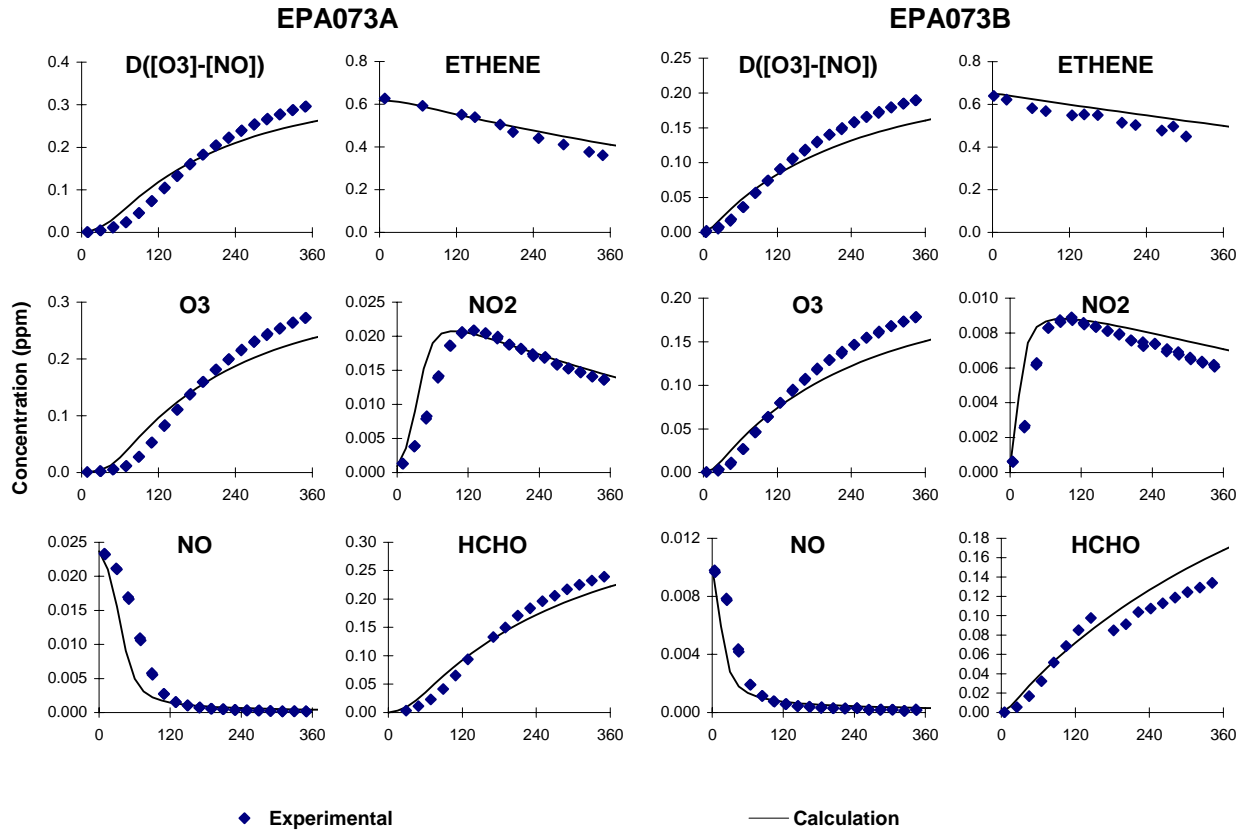 EPA073A
EPA073B
D([O3]-[NO])
0.4
0.3
0.2
0.1
0.0
0 120 240 360
ETHENE
0.8
0.6
0.4
0.2
0.0
0 120 240 360
D([O3]-[NO])
0.25
0.20
0.15
0.10
0.05
0.00
0 120 240 360
ETHENE
0.8
0.6
0.4
0.2
0.0
0 120 240 360
Concentration (ppm)
O3
0.3
0.2
0.1
0.0
0 120 240 360
NO2
0.025
0.020
0.015
0.010
0.005
0.000
0 120 240 360
O3
0.20
0.15
0.10
0.05
0.00
0 120 240 360
NO2
0.010
0.008
0.006
0.004
0.002
0.000
0 120 240 360
NO
0.025
0.020
0.015
0.010
0.005
0.000
0 120 240 360
HCHO
0.30
0.25
0.20
0.15
0.10
0.05
0.00
0 120 240 360
NO
0.012
0.008
0.004
0.000
0 120 240 360
HCHO
0.18
0.16
0.14
0.12
0.10
0.08
0.06
0.04
0.02
0.00
0 120 240 360
Experimental
Calculation